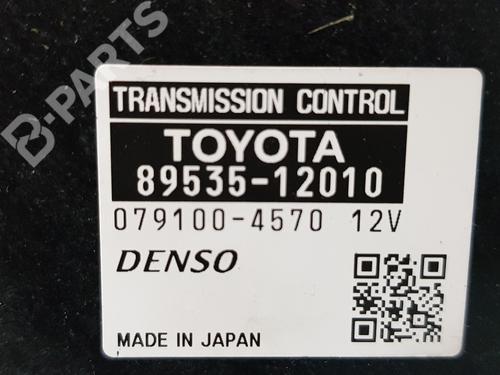 B-PARTS
TRANSMISSION CONTROL
TOYOTA
89535-12010
079100-4570 12V
DENSO
MADE IN JAPAN